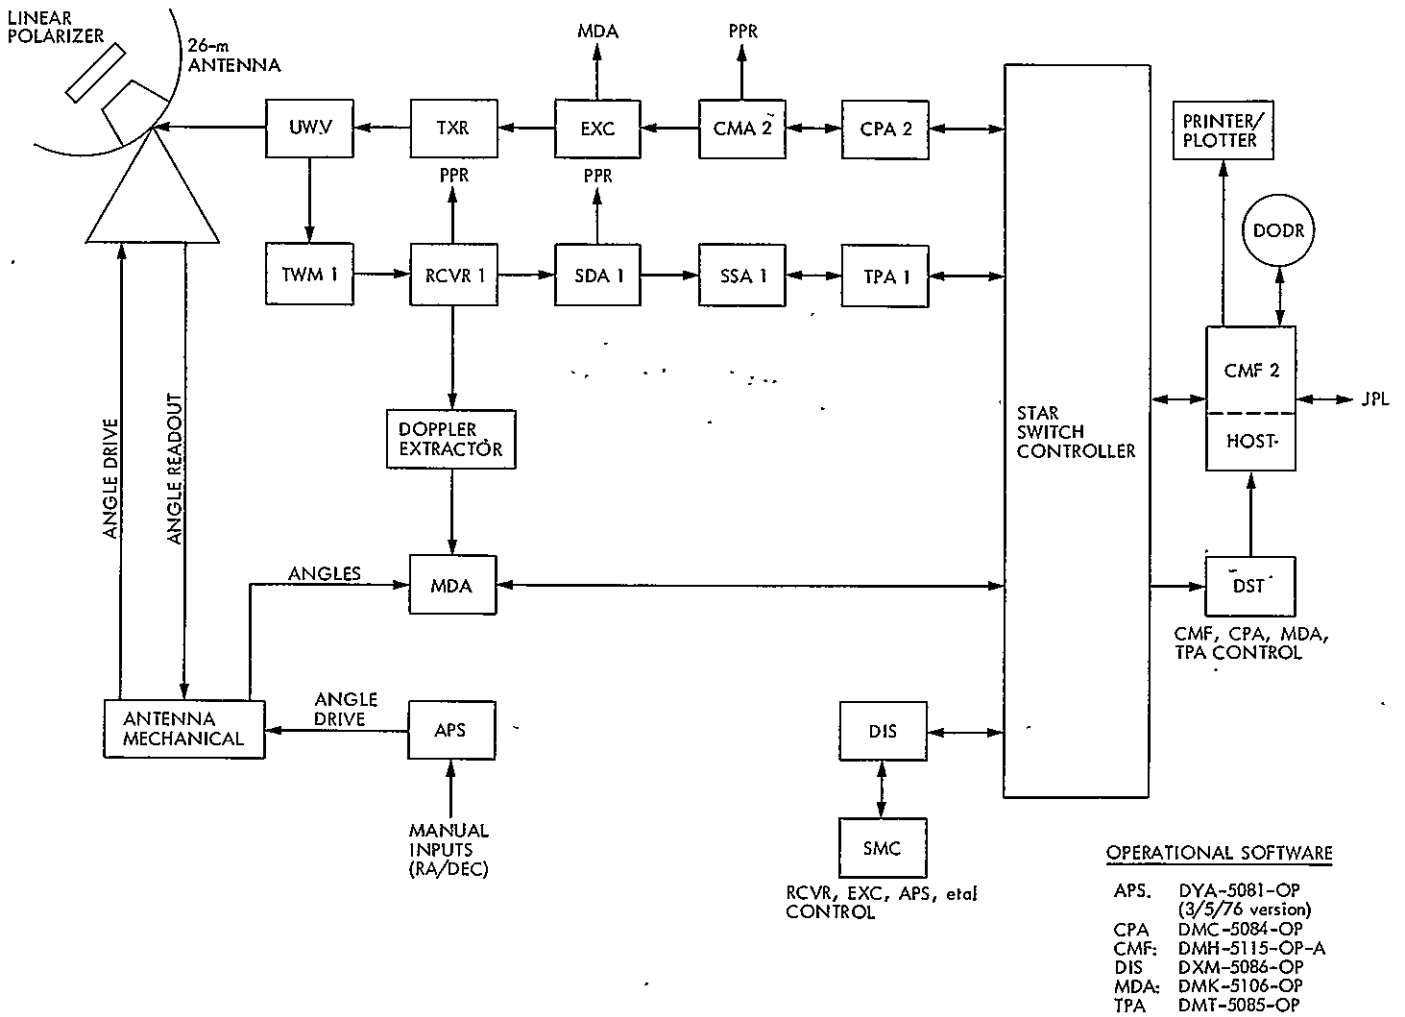 LINEAR
POLARIZER
26-m
ANTENNA
MDA
PPR
UWV
TXR
EXC
CMA 2
CPA 2
PRINTER/
PLOTTER
PPR
PPR
DODR
TWM 1
RCVR 1
SDA 1
SSA 1
TPA 1
CMF 2
JPL
HOST
STAR
SWITCH
CONTROLLER
DOPPLER
EXTRACTOR
ANGLE DRIVE
ANGLE READOUT
ANGLES
MDA
DST
CMF, CPA, MDA,
TPA CONTROL
ANTENNA
MECHANICAL
ANGLE
DRIVE
APS
DIS
MANUAL
INPUTS
(RA/DEC)
SMC
RCVR, EXC, APS, etal
CONTROL
OPERATIONAL SOFTWARE
APS. DYA-5081-OP
(3/5/76 version)
CPA DMC-5084-OP
CMF: DMH-5115-OP-A
DIS DXM-5086-OP
MDA: DMK-5106-OP
TPA DMT-5085-OP